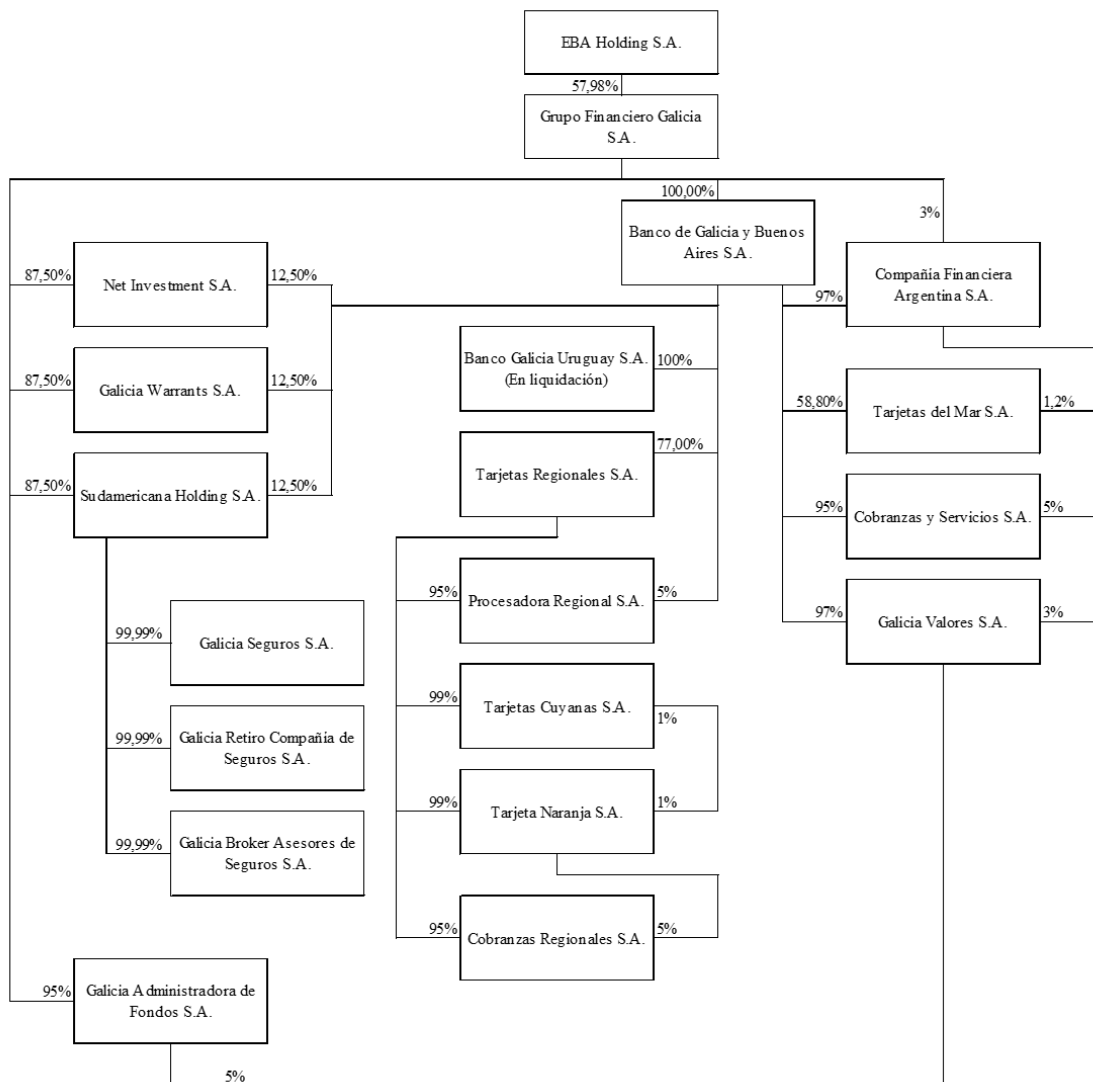 EBA Holding S.A.
57,98%
Grupo Financiero Galicia
S.A.
100,00%
3%
Banco de Galicia y Buenos
Aires S.A.
87,50%
Net Investment S.A.
12,50%
97%
Compañía Financiera
Argentina S.A.
Banco Galicia Uruguay S.A.
(En liquidación)
100%
87,50%
Galicia Warrants S.A.
12,50%
58,80%
Tarjetas del Mar S.A.
1,2%
77,00%
Tarjetas Regionales S.A.
87,50%
Sudamericana Holding S.A.
12,50%
95%
Cobranzas y Servicios S.A.
5%
95%
Procesadora Regional S.A.
5%
97%
Galicia Valores S.A.
3%
99,99%
Galicia Seguros S.A.
99%
Tarjetas Cuyanas S.A.
1%
99,99%
Galicia Retiro Compañía de
Seguros S.A.
99%
Tarjeta Naranja S.A.
1%
99,99%
Galicia Broker Asesores de
Seguros S.A.
95%
Cobranzas Regionales S.A.
5%
95%
Galicia Administradora de
Fondos S.A.
5%